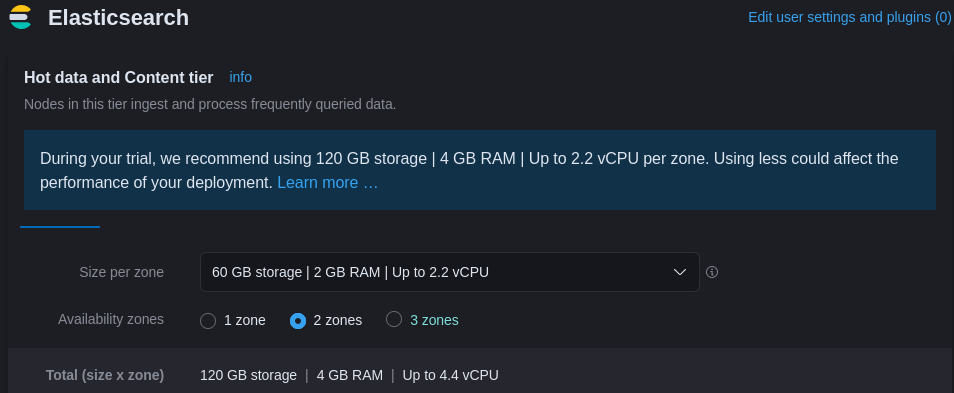 Elasticsearch Edit user settings and plugins (0)
Hot data and Content tier info
Nodes in this tier ingest and process frequently queried data.
During your trial, we recommend using 120 GB storage | 4 GB RAM | Up to 2.2 vCPU per zone. Using less could affect the
performance of your deployment. Learn more …
Size per zone 60 GB storage | 2 GB RAM | Up to 2.2 vCPU
Availability zones 1 zone 2 zones 3 zones
Total (size x zone) 120 GB storage | 4 GB RAM | Up to 4.4 vCPU